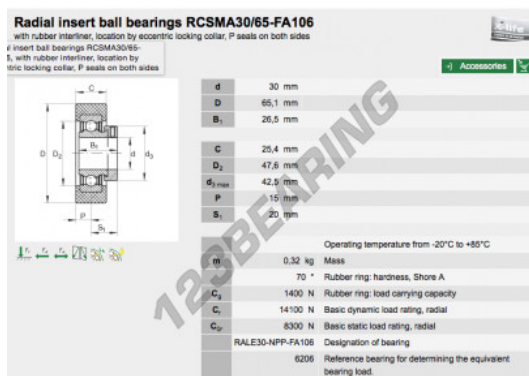 Radial insert ball bearings RCSMA30/65-FA106
with rubber interliner, location by eccentric locking collar, P seals on both sides
insert ball bearings RCSMA30/65-
, with rubber interliner, location by
ntric locking collar, P seals on both sides
Accessories
C
D D₂ B₁ d d₃
P
S₁
d 30 mm
D 65,1 mm
B₁ 26,5 mm
C 25,4 mm
D₂ 47,6 mm
d₃ max 42,5 mm
P 15 mm
S₁ 20 mm
Operating temperature from -20°C to +85°C
m 0,32 kg Mass
70 ° Rubber ring: hardness, Shore A
Cg 1400 N Rubber ring: load carrying capacity
Cr 14100 N Basic dynamic load rating, radial
C0r 8300 N Basic static load rating, radial
RALE30-NPP-FA106 Designation of bearing
6206 Reference bearing for determining the equivalent
bearing load.
123BEARING